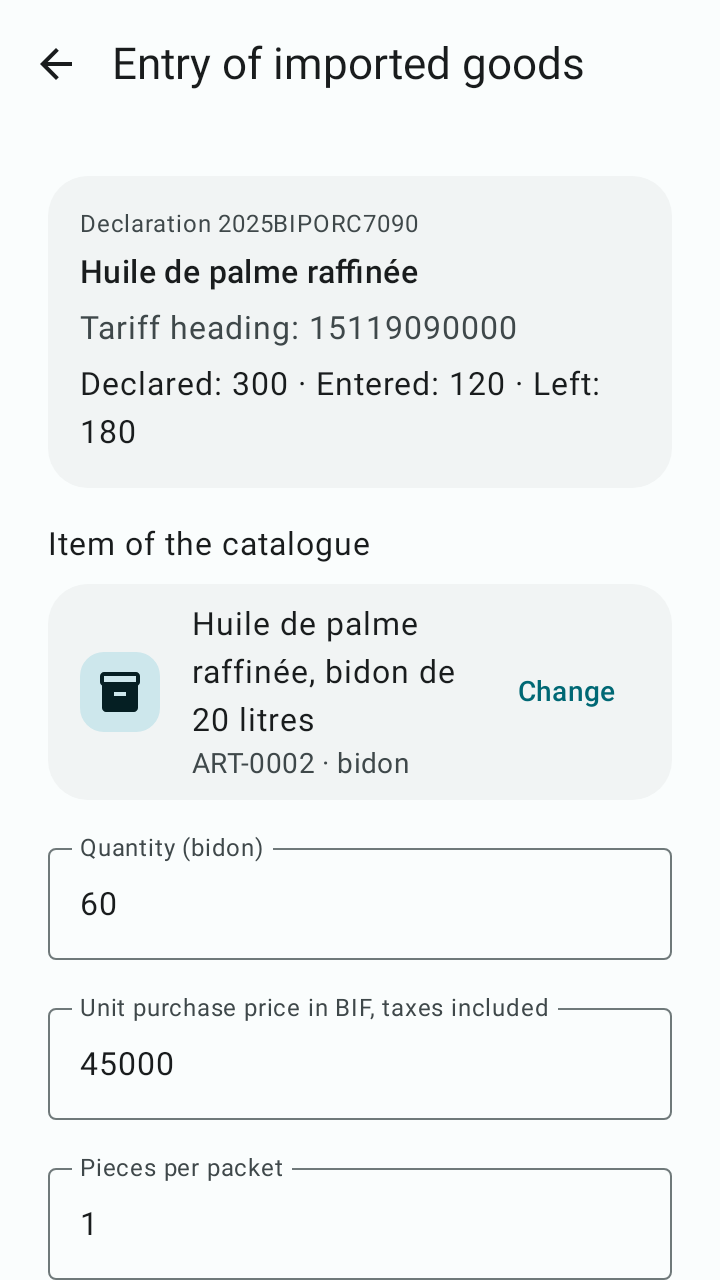 Entry of imported goods
Declaration 2025BIPORC7090
Huile de palme raffinée
Tariff heading: 15119090000
Declared: 300 · Entered: 120 · Left:
180
Item of the catalogue
Huile de palme
raffinée, bidon de
20 litres
ART-0002 · bidon
Change
Quantity (bidon)
60
Unit purchase price in BIF, taxes included
45000
Pieces per packet
1